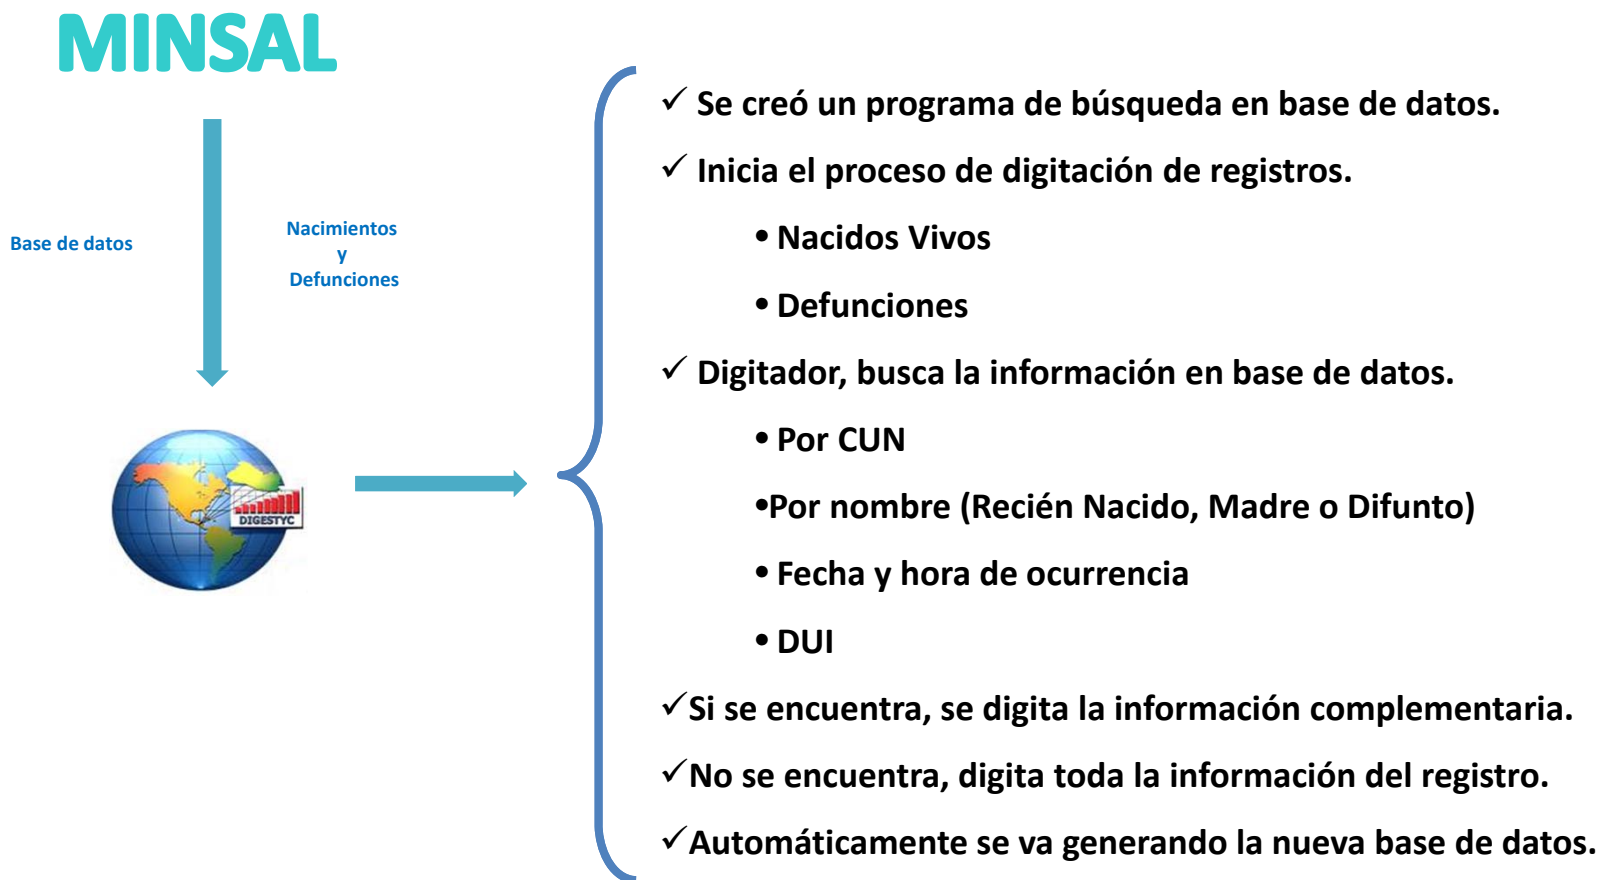 MINSAL
Base de datos
Nacimientos
y
Defunciones
DIGESTYC
✓ Se creó un programa de búsqueda en base de datos.
✓ Inicia el proceso de digitación de registros.
• Nacidos Vivos
• Defunciones
✓ Digitador, busca la información en base de datos.
• Por CUN
•Por nombre (Recién Nacido, Madre o Difunto)
• Fecha y hora de ocurrencia
• DUI
✓Si se encuentra, se digita la información complementaria.
✓No se encuentra, digita toda la información del registro.
✓Automáticamente se va generando la nueva base de datos.